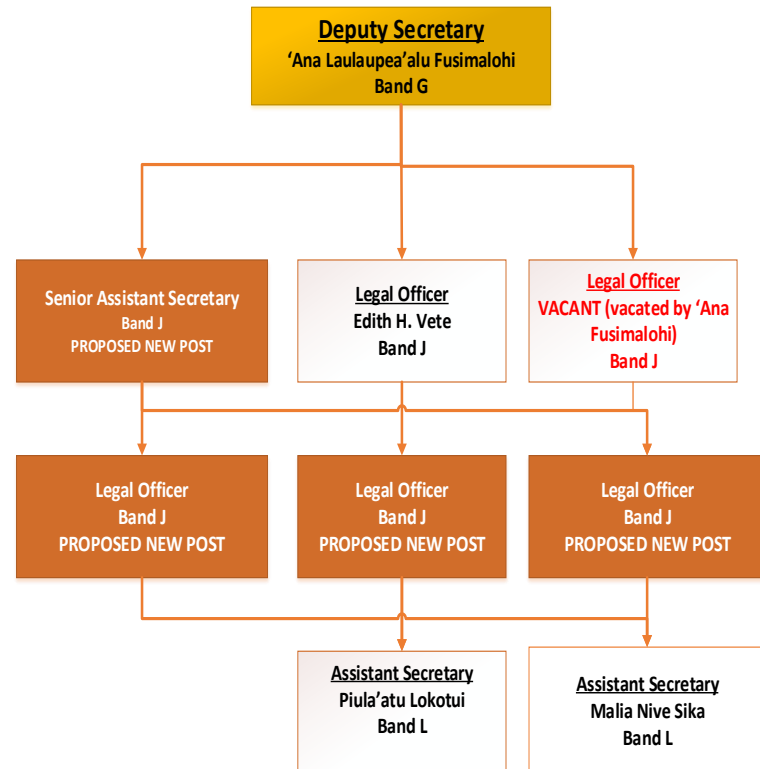 Deputy Secretary
‘Ana Laulaupea’alu Fusimalohi
Band G
Senior Assistant Secretary
Band J
PROPOSED NEW POST
Legal Officer
Edith H. Vete
Band J
Legal Officer
VACANT (vacated by ‘Ana
Fusimalohi)
Band J
Legal Officer
Band J
PROPOSED NEW POST
Legal Officer
Band J
PROPOSED NEW POST
Legal Officer
Band J
PROPOSED NEW POST
Assistant Secretary
Piula’atu Lokotui
Band L
Assistant Secretary
Malia Nive Sika
Band L